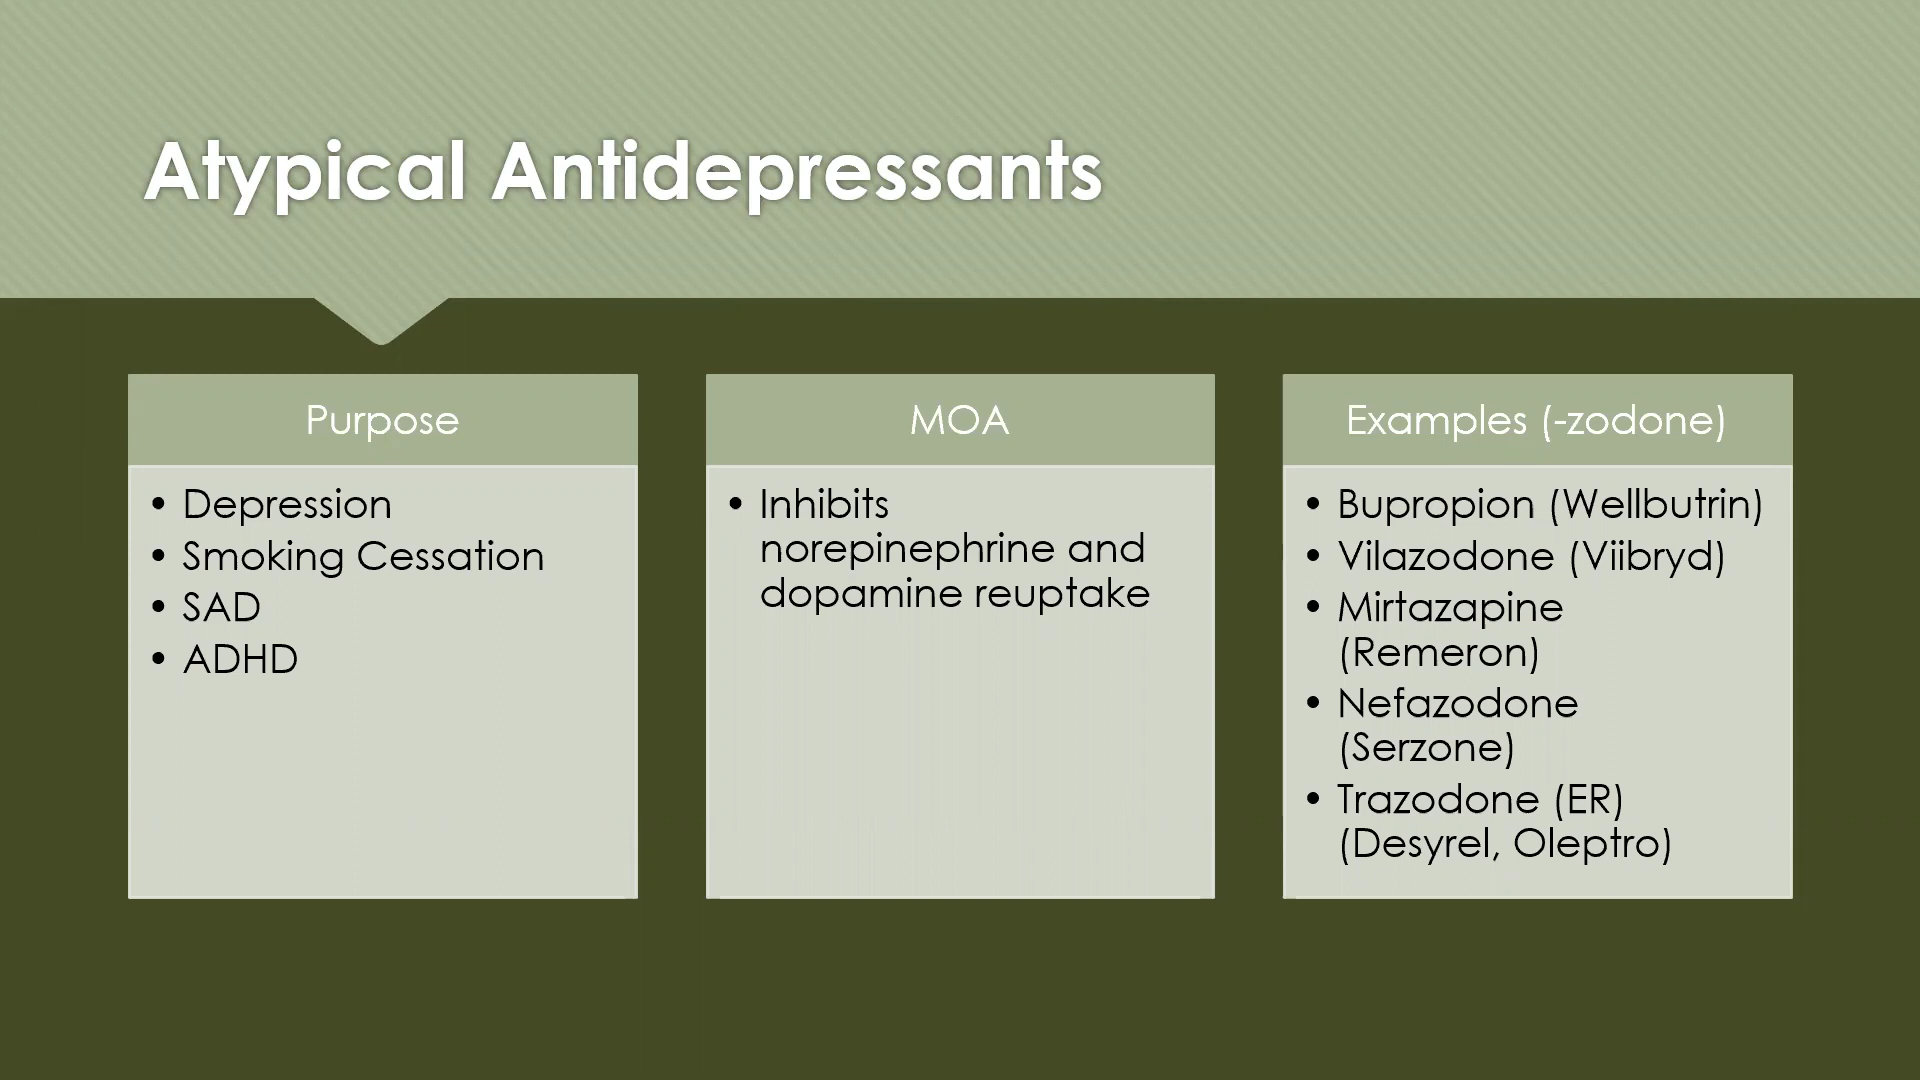 Atypical Antidepressants
Purpose
• Depression
• Smoking Cessation
• SAD
• ADHD
MOA
• Inhibits
norepinephrine and
dopamine reuptake
Examples (-zodone)
• Bupropion (Wellbutrin)
• Vilazodone (Viibryd)
• Mirtazapine
(Remeron)
• Nefazodone
(Serzone)
• Trazodone (ER)
(Desyrel, Oleptro)